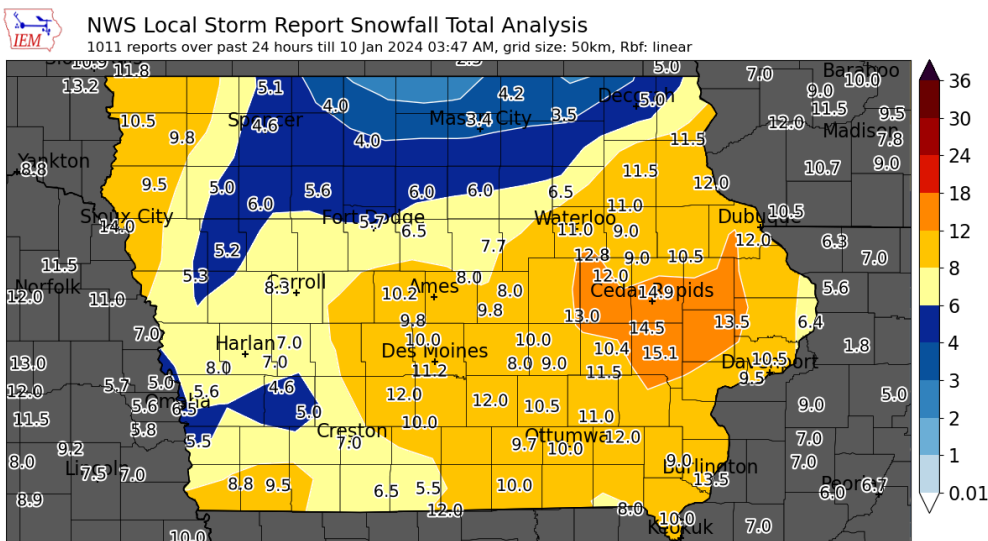 IEM
NWS Local Storm Report Snowfall Total Analysis
1011 reports over past 24 hours till 10 Jan 2024 03:47 AM, grid size: 50km, Rbf: linear
11.8 5.0 7.0 Baraboo 10.0
13.2 5.1 4.0 4.2 Decorah 5.0 9.0 36
10.5 Spencer 4.6 Mason City 3.4 3.5 12.0 11.5 9.5 30
9.8 4.0 11.5 Madison 7.8
Yankton 8.8 11.5 10.7 9.0 24
9.5 5.0 5.6 6.0 6.0 6.5 12.0 18
Sioux City 14.0 6.0 Fort Dodge 5.7 6.5 Waterloo 11.0 11.0 9.0 Dubuque 10.5 12
5.2 7.7 12.0 6.3
11.5 5.3 12.8 9.0 10.5 7.0 8
Norfolk 12.0 11.0 Carroll 8.3 10.2 Ames 8.0 8.0 12.0 Cedar Rapids 14.9 5.6
9.8 9.8 13.0 14.5 13.5 6.4 6
7.0 Harlan 7.0 10.0 10.0 1.8 4
13.0 8.0 7.0 Des Moines 11.2 8.0 9.0 10.4 15.1 Davenport 10.5
12.0 5.7 5.0 5.6 4.6 12.0 12.0 11.5 9.5 5.0 3
11.5 5.6 Omaha 6.5 5.0 10.0 10.5 11.0 9.0 2
5.8 5.5 Creston 7.0 9.7 Ottumwa 10.0 12.0 7.0
8.0 9.2 Lincoln 7.5 7.0 9.0 Burlington 7.0 1
8.9 8.8 9.5 6.5 5.5 10.0 13.5 Peoria 6.0 6.7 0.01
12.0 8.0 10.0 Keokuk 7.0
10.0